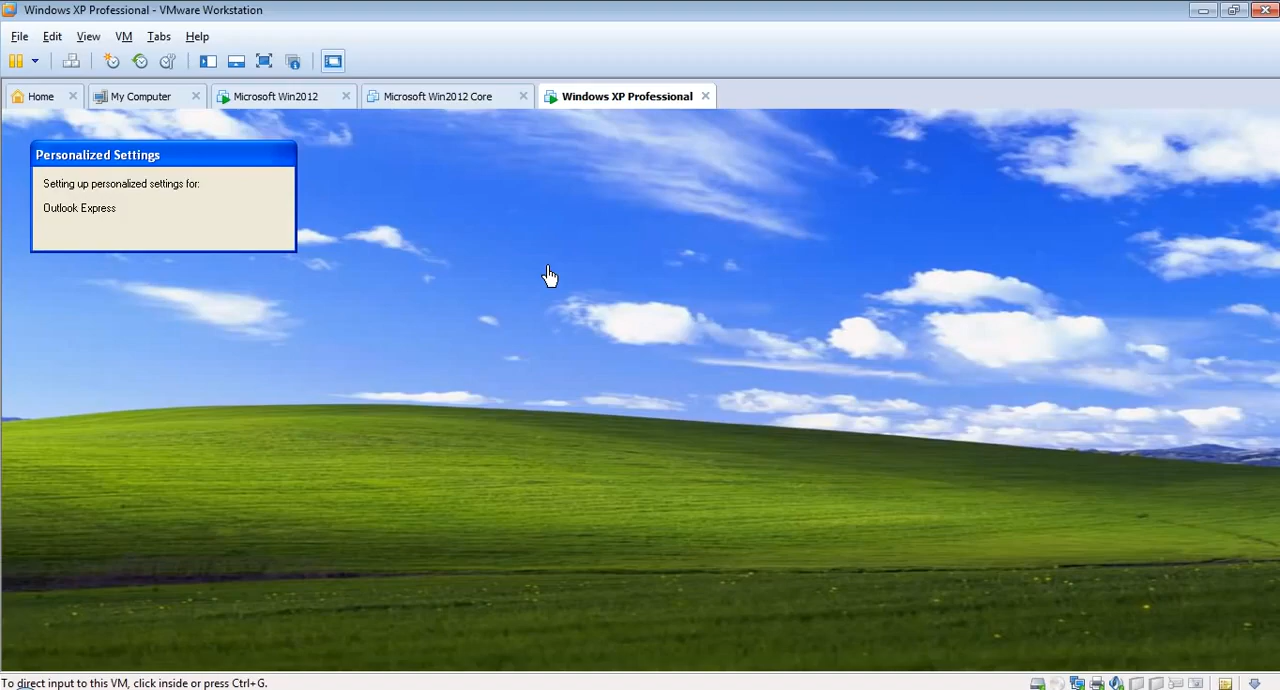 Windows XP Professional - VMware Workstation
File Edit View VM Tabs Help
Home My Computer Microsoft Win2012 Microsoft Win2012 Core Windows XP Professional
Personalized Settings
Setting up personalized settings for:
Outlook Express
To direct input to this VM, click inside or press Ctrl+G.